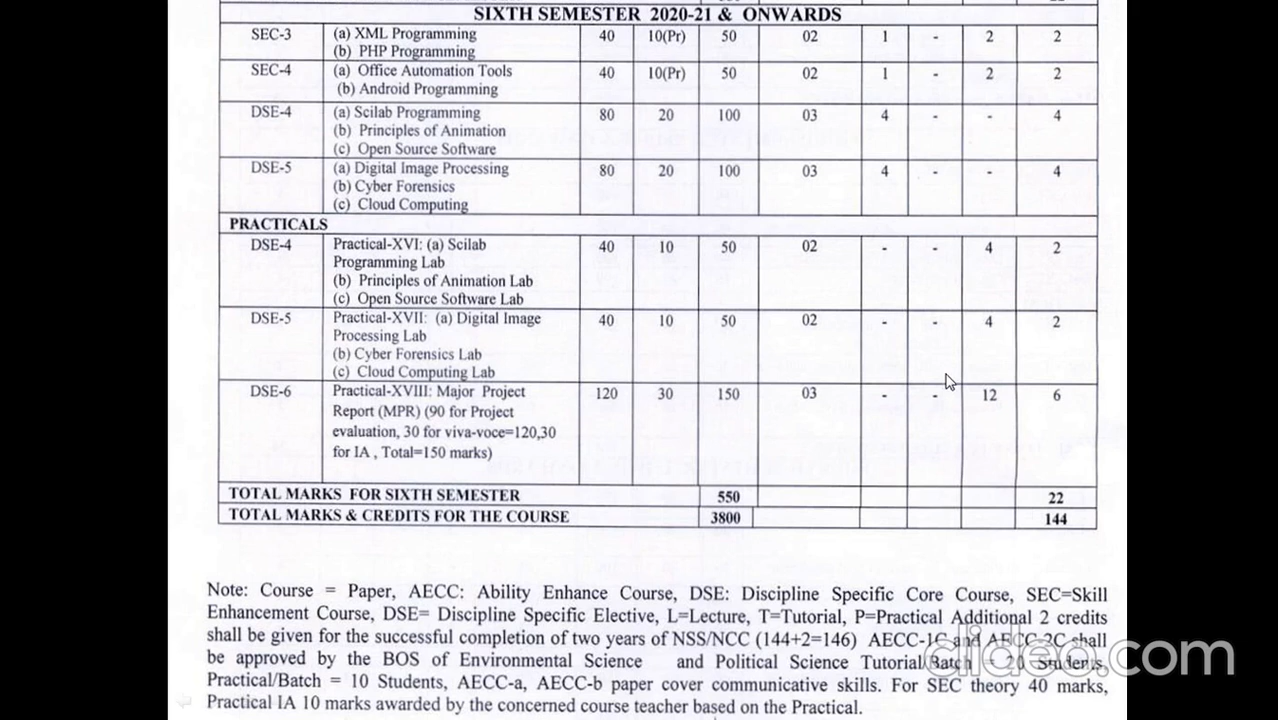 SIXTH SEMESTER 2020-21 & ONWARDS
SEC-3 (a) XML Programming 40 10(Pr) 50 02 1 - 2 2
(b) PHP Programming
SEC-4 (a) Office Automation Tools 40 10(Pr) 50 02 1 - 2 2
(b) Android Programming
DSE-4 (a) Scilab Programming 80 20 100 03 4 - - 4
(b) Principles of Animation
(c) Open Source Software
DSE-5 (a) Digital Image Processing 80 20 100 03 4 - - 4
(b) Cyber Forensics
(c) Cloud Computing
PRACTICALS
DSE-4 Practical-XVI: (a) Scilab 40 10 50 02 - - 4 2
Programming Lab
(b) Principles of Animation Lab
(c) Open Source Software Lab
DSE-5 Practical-XVII: (a) Digital Image 40 10 50 02 - - 4 2
Processing Lab
(b) Cyber Forensics Lab
(c) Cloud Computing Lab
DSE-6 Practical-XVIII: Major Project 120 30 150 03 - - 12 6
Report (MPR) (90 for Project
evaluation, 30 for viva-voce=120,30
for IA , Total=150 marks)
TOTAL MARKS FOR SIXTH SEMESTER 550 22
TOTAL MARKS & CREDITS FOR THE COURSE 3800 144
Note: Course = Paper, AECC: Ability Enhance Course, DSE: Discipline Specific Core Course, SEC=Skill
Enhancement Course, DSE= Discipline Specific Elective, L=Lecture, T=Tutorial, P=Practical Additional 2 credits
shall be given for the successful completion of two years of NSS/NCC (144+2=146) AECC-1C and AECC-2C shall
be approved by the BOS of Environmental Science and Political Science Tutorial/Batch = 20 Students,
Practical/Batch = 10 Students, AECC-a, AECC-b paper cover communicative skills. For SEC theory 40 marks,
Practical IA 10 marks awarded by the concerned course teacher based on the Practical.
clideo.com